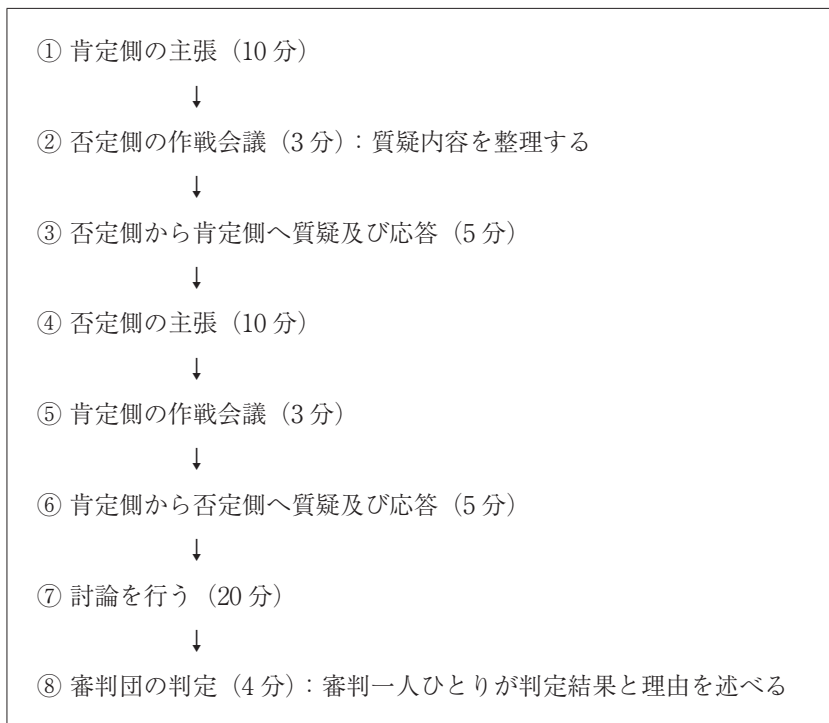 ① 肯定側の主張（10 分）
↓
② 否定側の作戦会議（3 分）：質疑内容を整理する
↓
③ 否定側から肯定側へ質疑及び応答（5 分）
↓
④ 否定側の主張（10 分）
↓
⑤ 肯定側の作戦会議（3 分）
↓
⑥ 肯定側から否定側へ質疑及び応答（5 分）
↓
⑦ 討論を行う（20 分）
↓
⑧ 審判団の判定（4 分）：審判一人ひとりが判定結果と理由を述べる